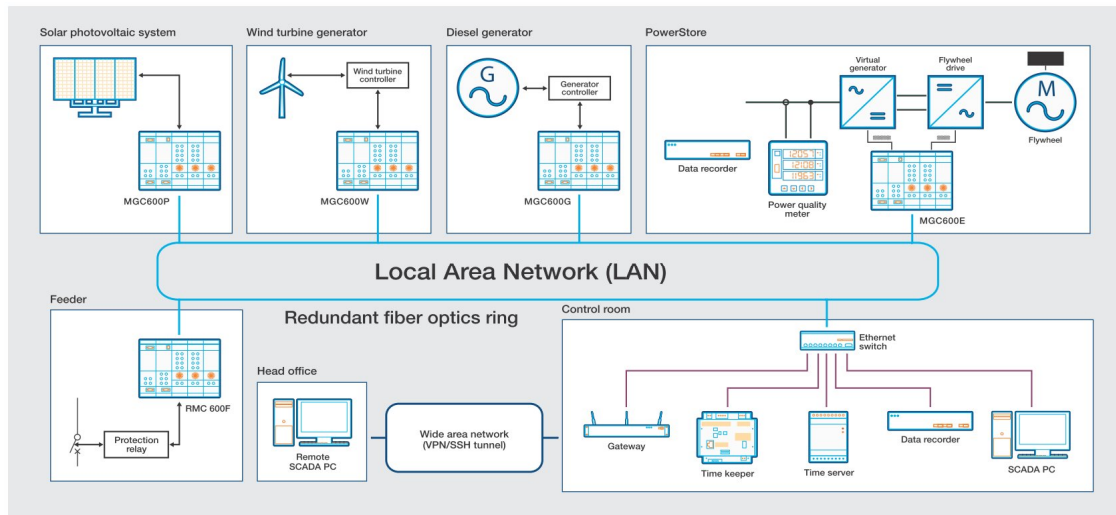 Solar photovoltaic system
MGC600P
Wind turbine generator
Wind turbine
controller
MGC600W
Diesel generator
G
Generator
controller
MGC600G
PowerStore
Virtual
generator
Flywheel
drive
M
Flywheel
Data recorder
12057
12108
11963
Power quality
meter
MGC600E
Local Area Network (LAN)
Redundant fiber optics ring
Feeder
RMC 600F
Protection
relay
Head office
Remote
SCADA PC
Wide area network
(VPN/SSH tunnel)
Control room
Ethernet
switch
Gateway
Time keeper
Time server
Data recorder
SCADA PC